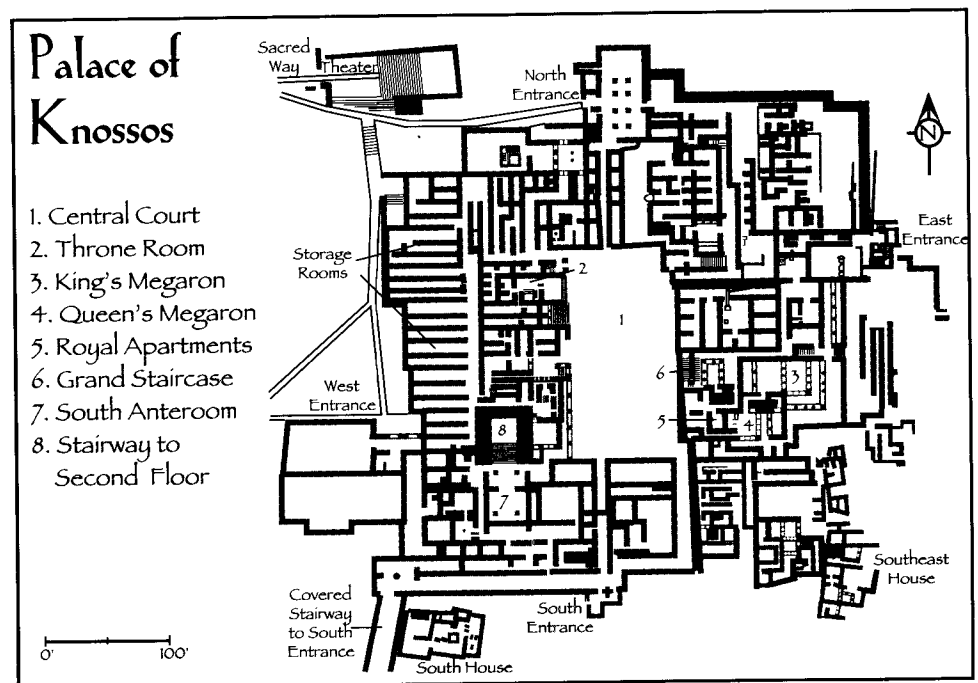 Palace of
Knossos
1. Central Court
2. Throne Room
3. King's Megaron
4. Queen's Megaron
5. Royal Apartments
6. Grand Staircase
7. South Anteroom
8. Stairway to
Second Floor
Sacred
Way
Theater
North
Entrance
N
East
Entrance
Storage
Rooms
2
1
West
Entrance
6
3
5
4
8
7
Southeast
House
Covered
Stairway
to South
Entrance
South
Entrance
South House
0'
100'